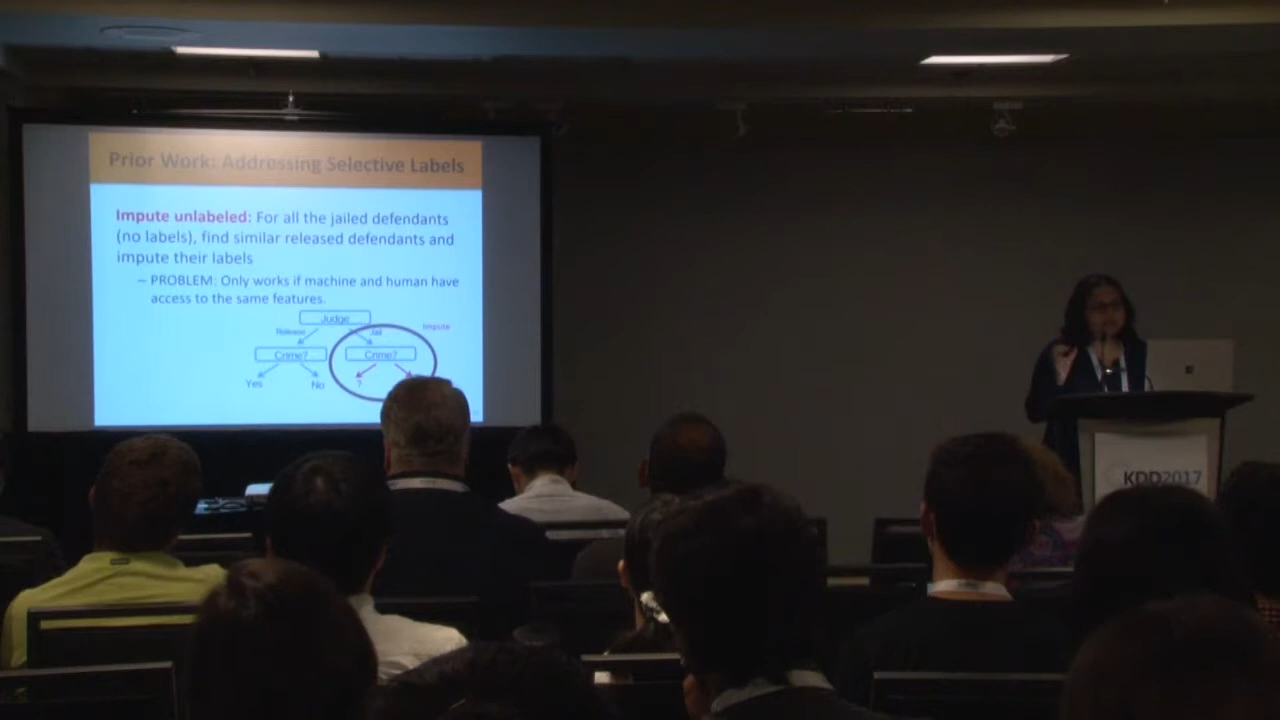 Prior Work: Addressing Selective Labels
Impute unlabeled: For all the jailed defendants
(no labels), find similar released defendants and
impute their labels
– PROBLEM: Only works if machine and human have
access to the same features.
Judge
Release
Jail
Impute
Crime?
Crime?
Yes
No
?
KDD2017